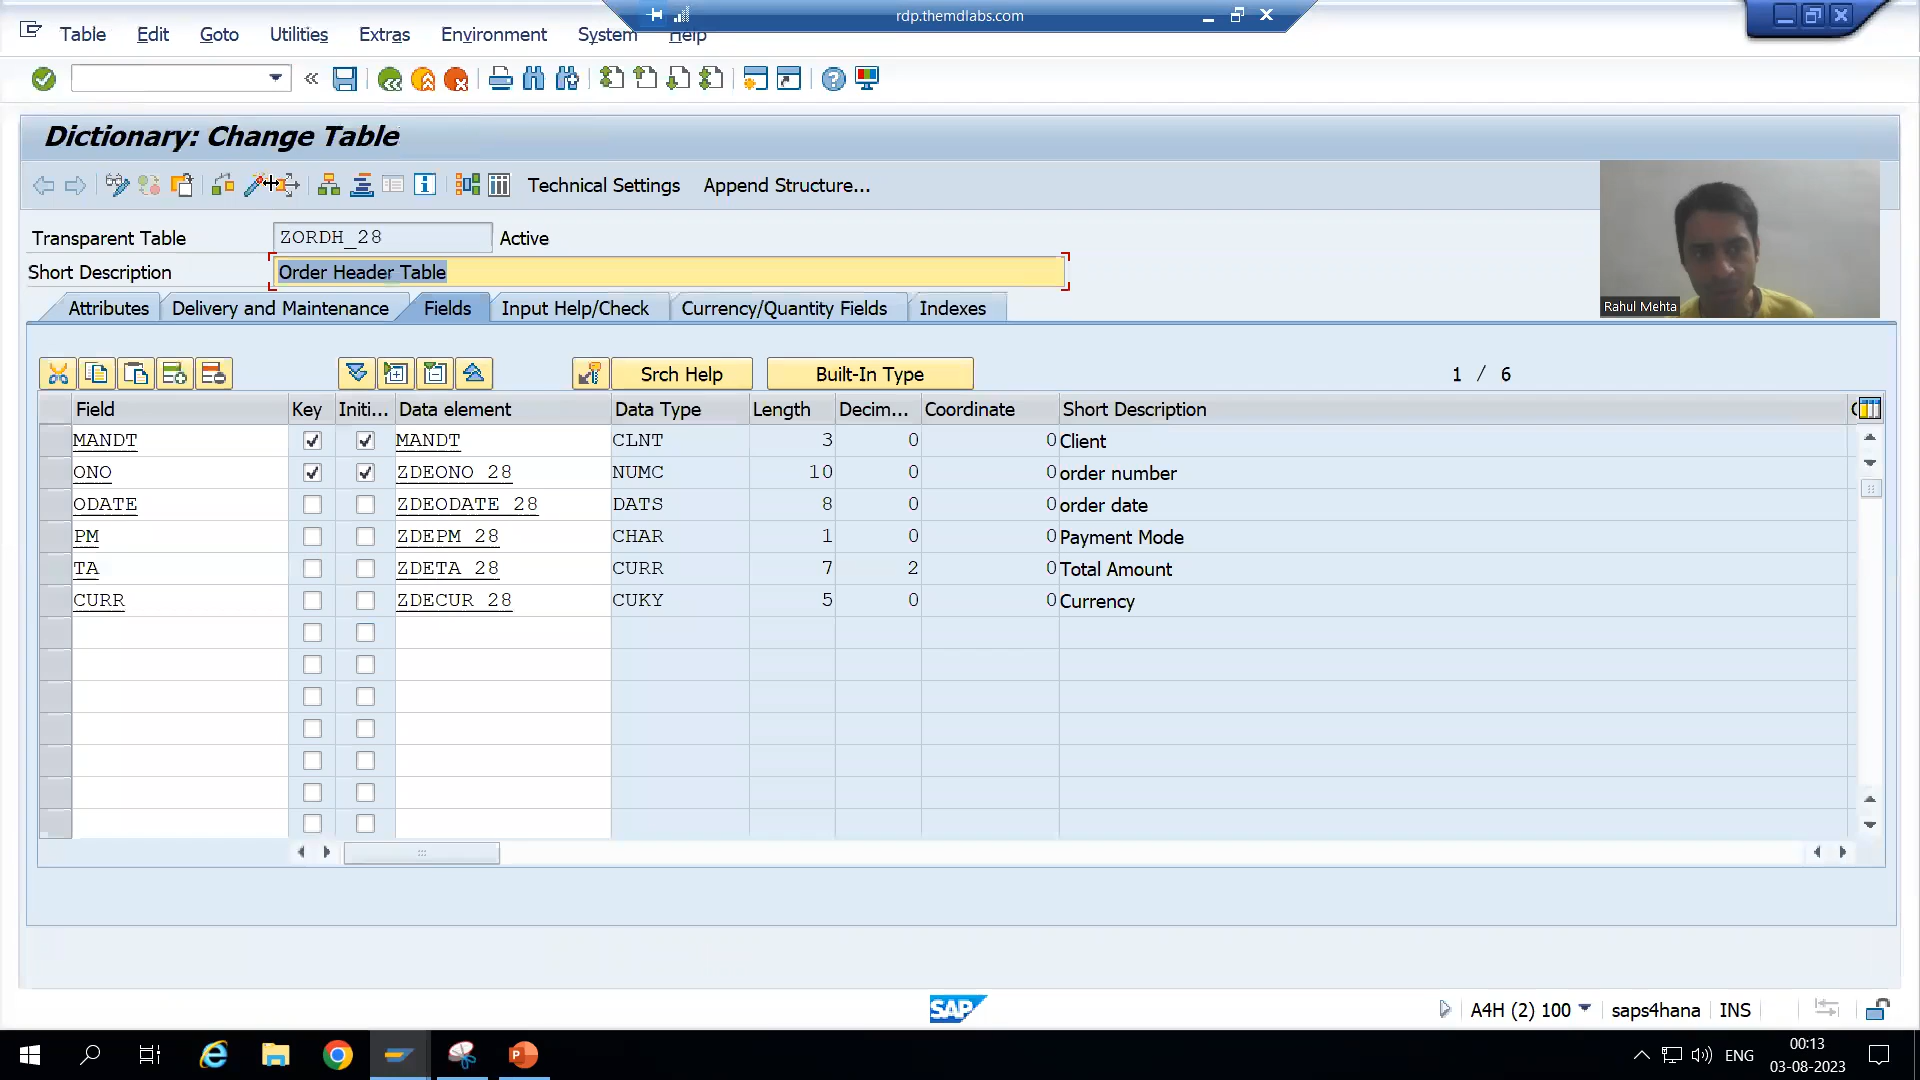 rdp.themdlabs.com
Table Edit Goto Utilities Extras Environment System Help
Dictionary: Change Table
Technical Settings Append Structure...
Transparent Table ZORDH_28 Active
Short Description Order Header Table
Rahul Mehta
Attributes Delivery and Maintenance Fields Input Help/Check Currency/Quantity Fields Indexes
Srch Help Built-In Type 1 / 6
Field Key Initi... Data element Data Type Length Decim... Coordinate Short Description
MANDT MANDT CLNT 3 0 0 Client
ONO ZDEONO_28 NUMC 10 0 0 order number
ODATE ZDEODATE_28 DATS 8 0 0 order date
PM ZDEPM_28 CHAR 1 0 0 Payment Mode
TA ZDETA_28 CURR 7 2 0 Total Amount
CURR ZDECUR_28 CUKY 5 0 0 Currency
SAP
A4H (2) 100 saps4hana INS
ENG
00:13
03-08-2023